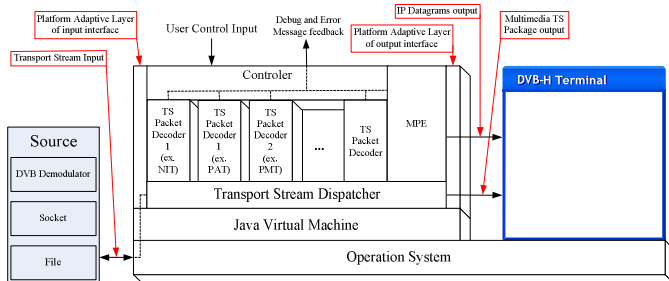 Platform Adaptive Layer
of input interface
User Control Input
Debug and Error
Message feedback
Platform Adaptive Layer
of output interface
IP Datagrams output
Multimedia TS
Package output
Transport Stream Input
Controler
DVB-H Terminal
TS
Packet
Decoder
1
(ex.
NIT)
TS
Packet
Decoder
1
(ex.
PAT)
TS
Packet
Decoder
2
(ex.
PMT)
...
TS
Packet
Decoder
MPE
Source
DVB Demodulator
Socket
File
Transport Stream Dispatcher
Java Virtual Machine
Operation System